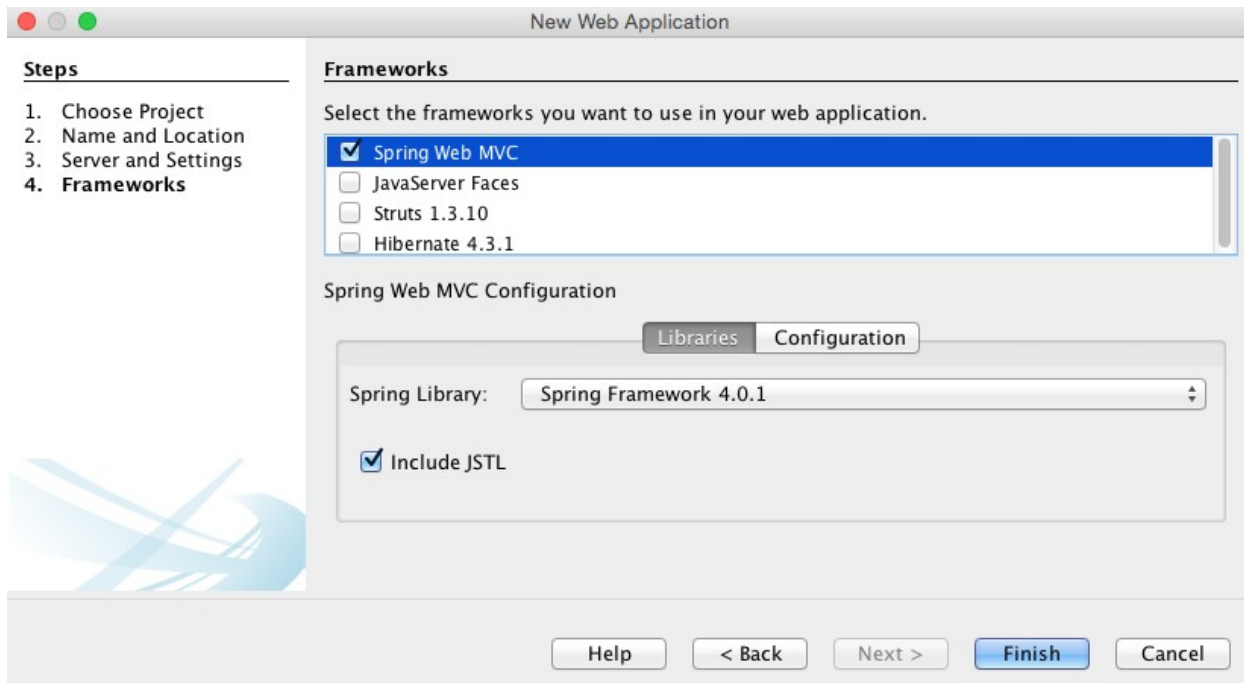 New Web Application
Steps
1. Choose Project
2. Name and Location
3. Server and Settings
4. Frameworks
Frameworks
Select the frameworks you want to use in your web application.
Spring Web MVC
JavaServer Faces
Struts 1.3.10
Hibernate 4.3.1
Spring Web MVC Configuration
Libraries Configuration
Spring Library: Spring Framework 4.0.1
Include JSTL
Help < Back Next > Finish Cancel